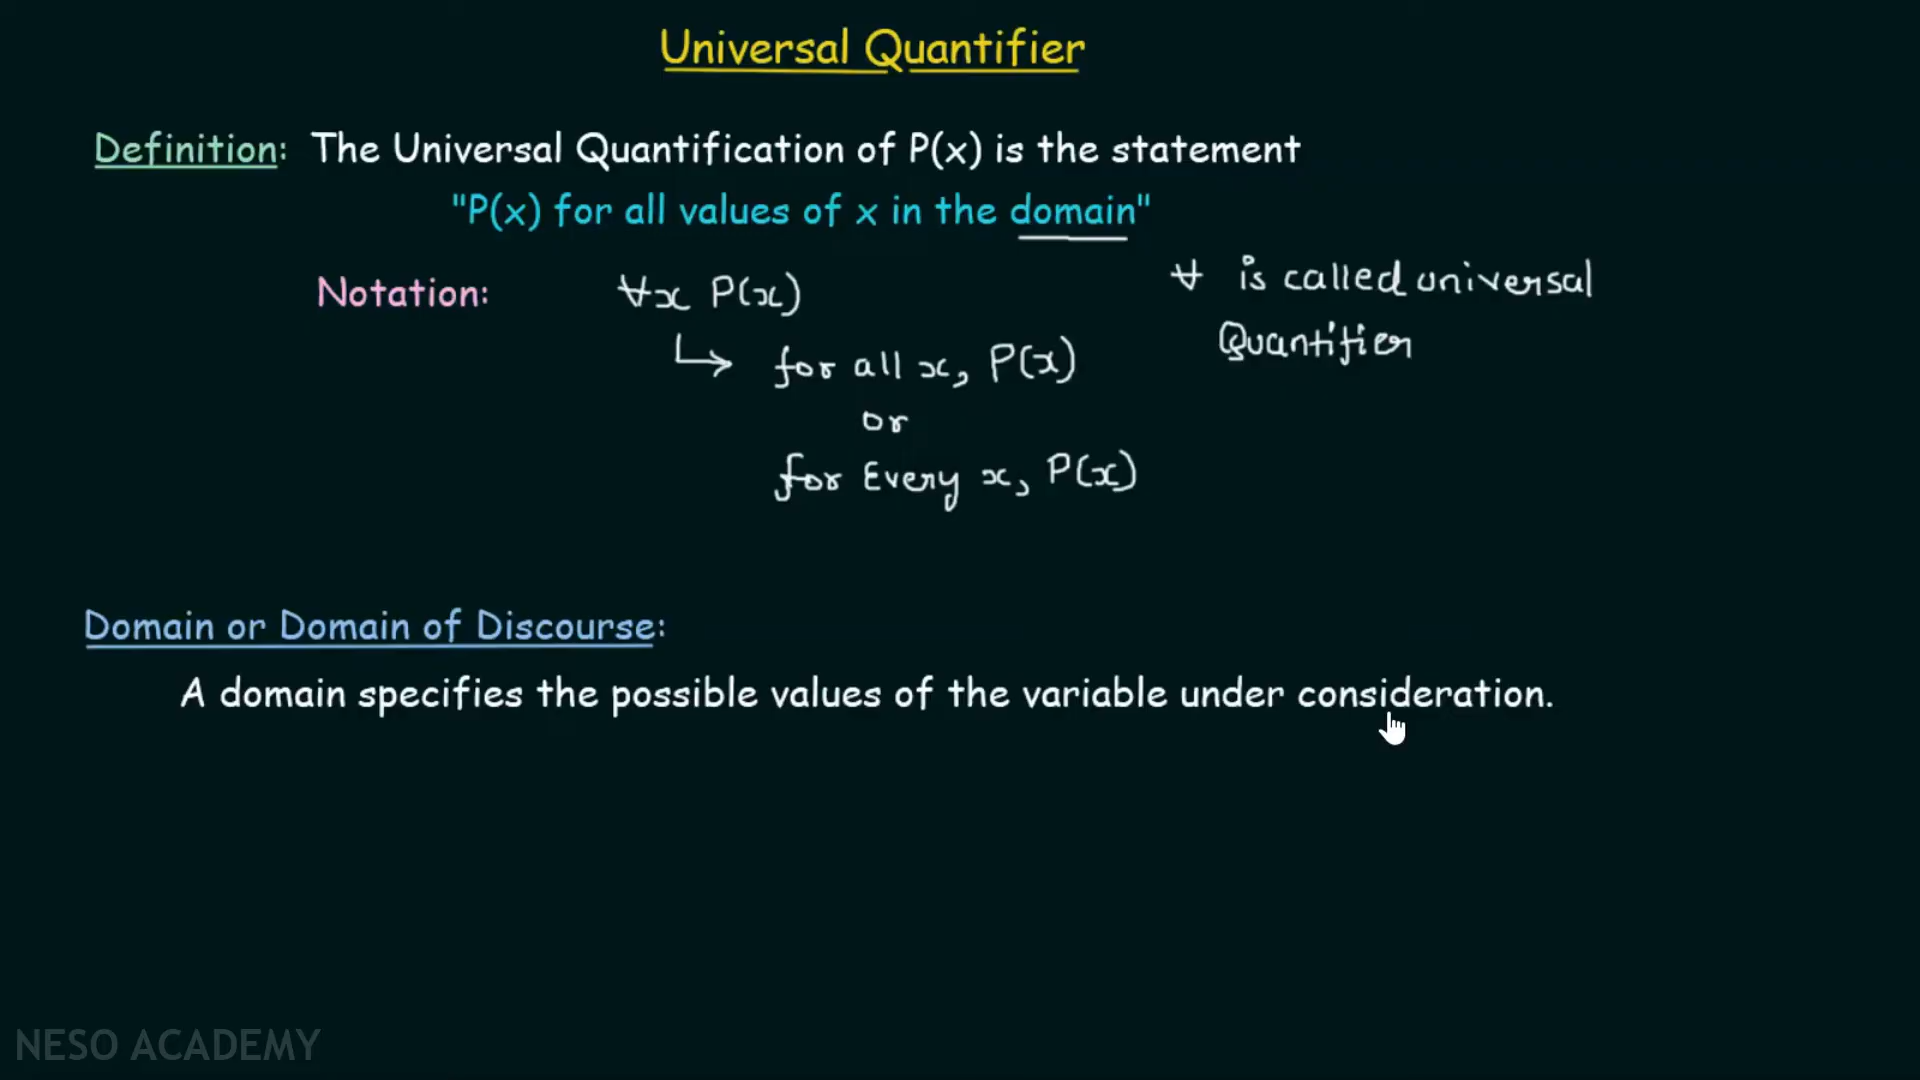 Universal Quantifier
Definition: The Universal Quantification of P(x) is the statement
"P(x) for all values of x in the domain"
Notation: ∀x P(x)
∀ is called universal
Quantifier
↳ for all x, P(x)
or
for Every x, P(x)
Domain or Domain of Discourse:
A domain specifies the possible values of the variable under consideration.
NESO ACADEMY